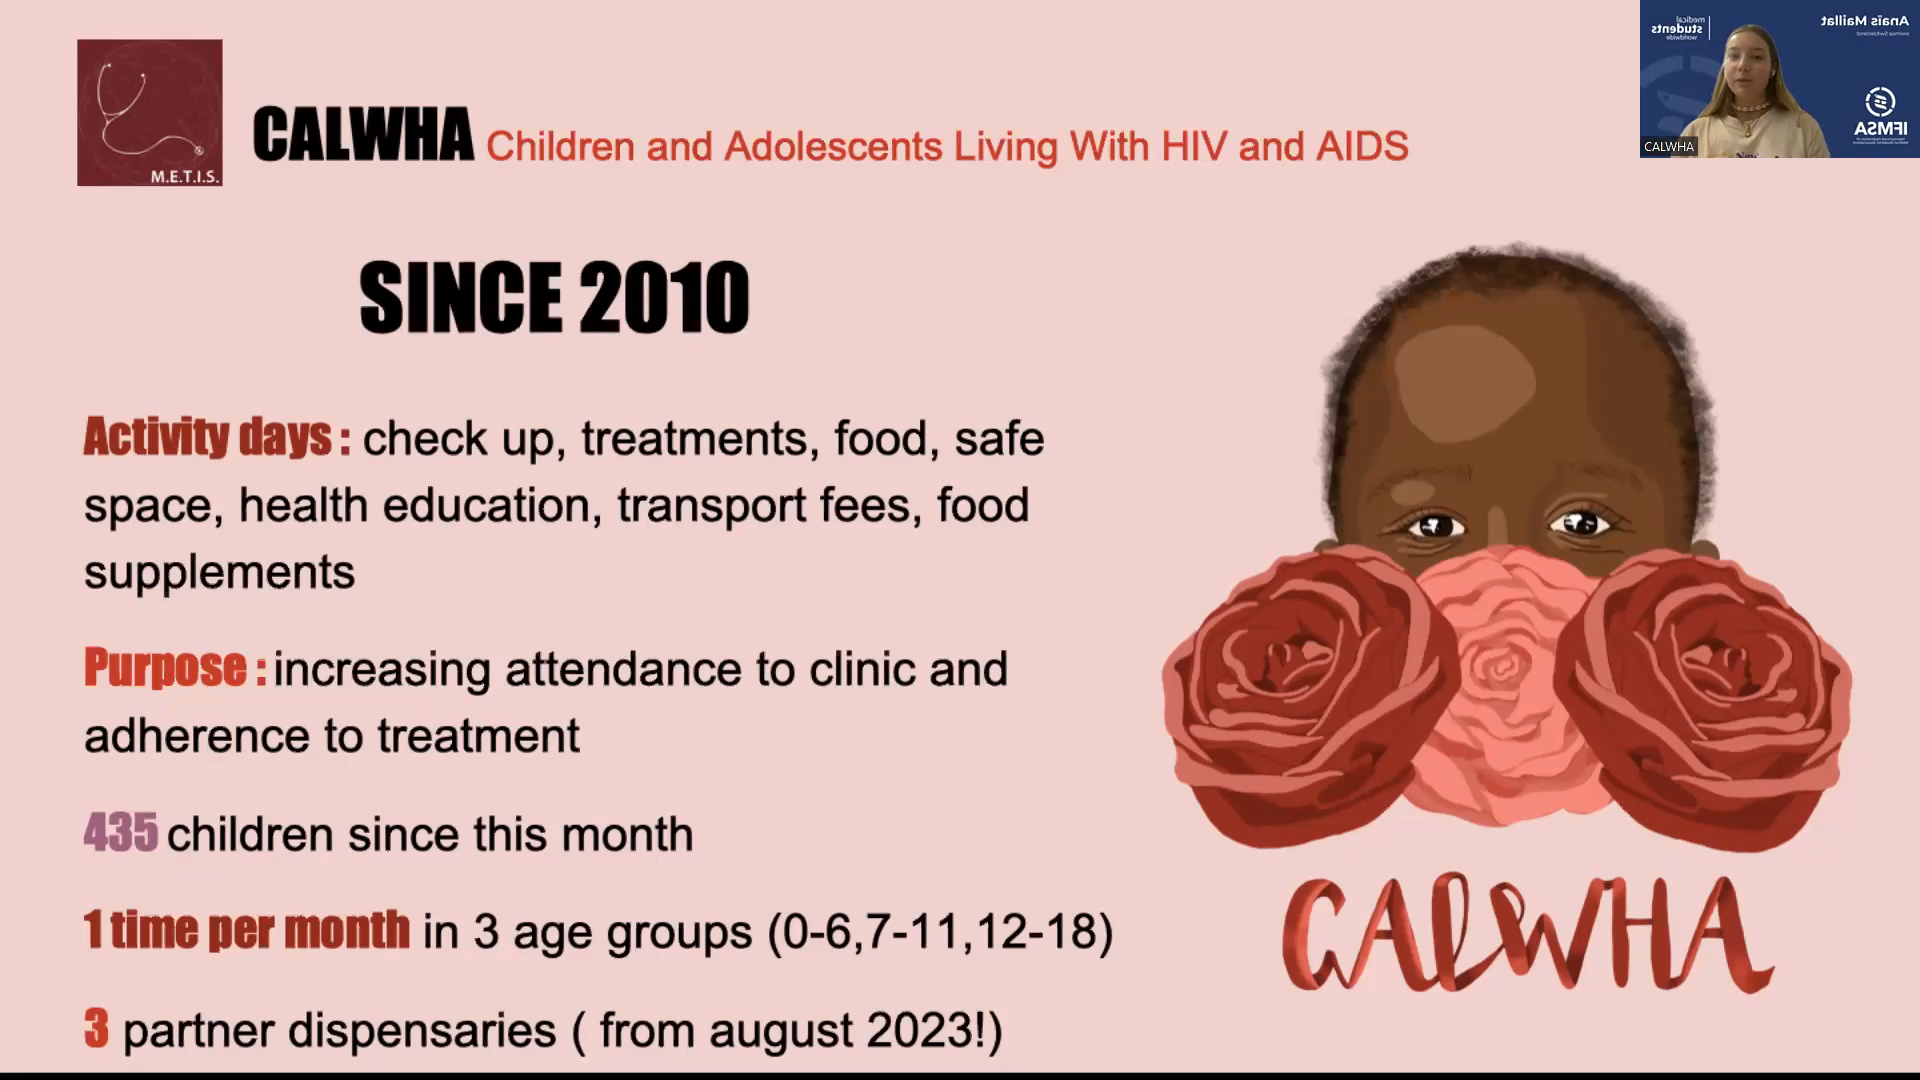 M.E.T.I.S.
CALWHA Children and Adolescents Living With HIV and AIDS
medical
students
worldwide
Anaïs Maillat
swimsa Switzerland
IFMSA
CALWHA
SINCE 2010
Activity days : check up, treatments, food, safe
space, health education, transport fees, food
supplements
Purpose : increasing attendance to clinic and
adherence to treatment
435 children since this month
1 time per month in 3 age groups (0-6,7-11,12-18)
3 partner dispensaries ( from august 2023!)
CALWHA